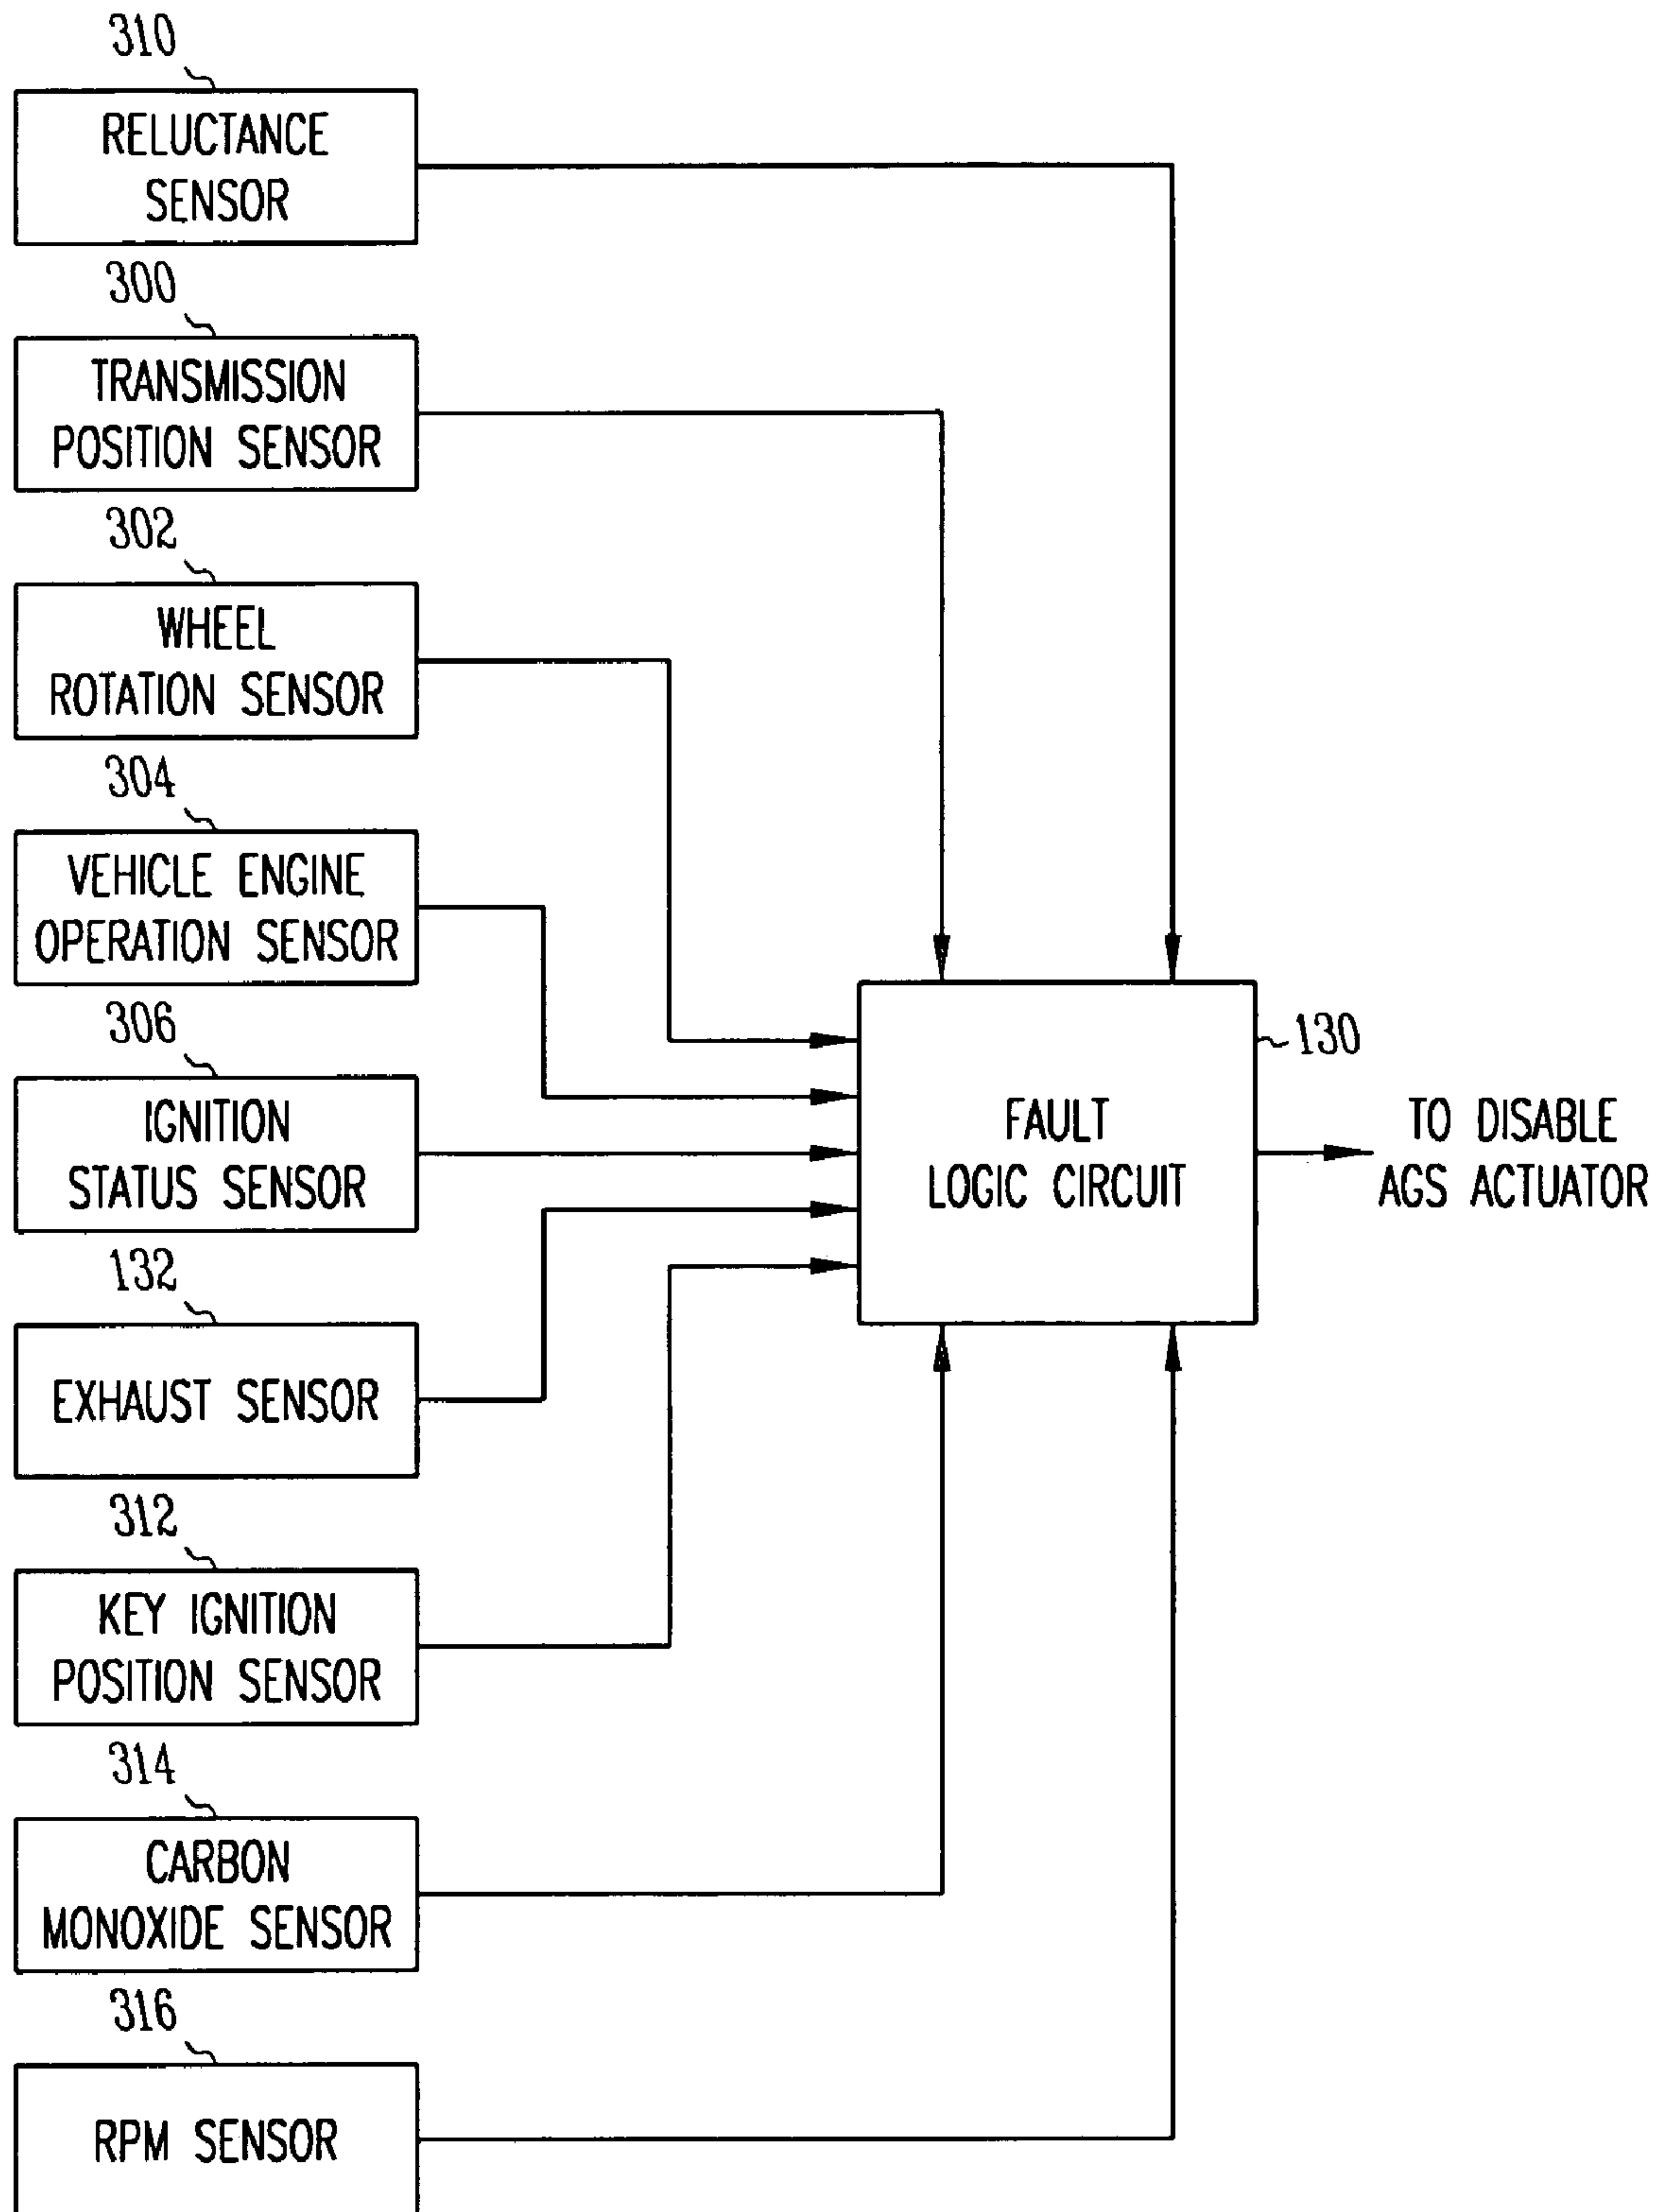 310
RELUCTANCE
SENSOR
300
TRANSMISSION
POSITION SENSOR
302
WHEEL
ROTATION SENSOR
304
VEHICLE ENGINE
OPERATION SENSOR
306
IGNITION
STATUS SENSOR
132
EXHAUST SENSOR
312
KEY IGNITION
POSITION SENSOR
314
CARBON
MONOXIDE SENSOR
316
RPM SENSOR
130
FAULT
LOGIC CIRCUIT
TO DISABLE
AGS ACTUATOR